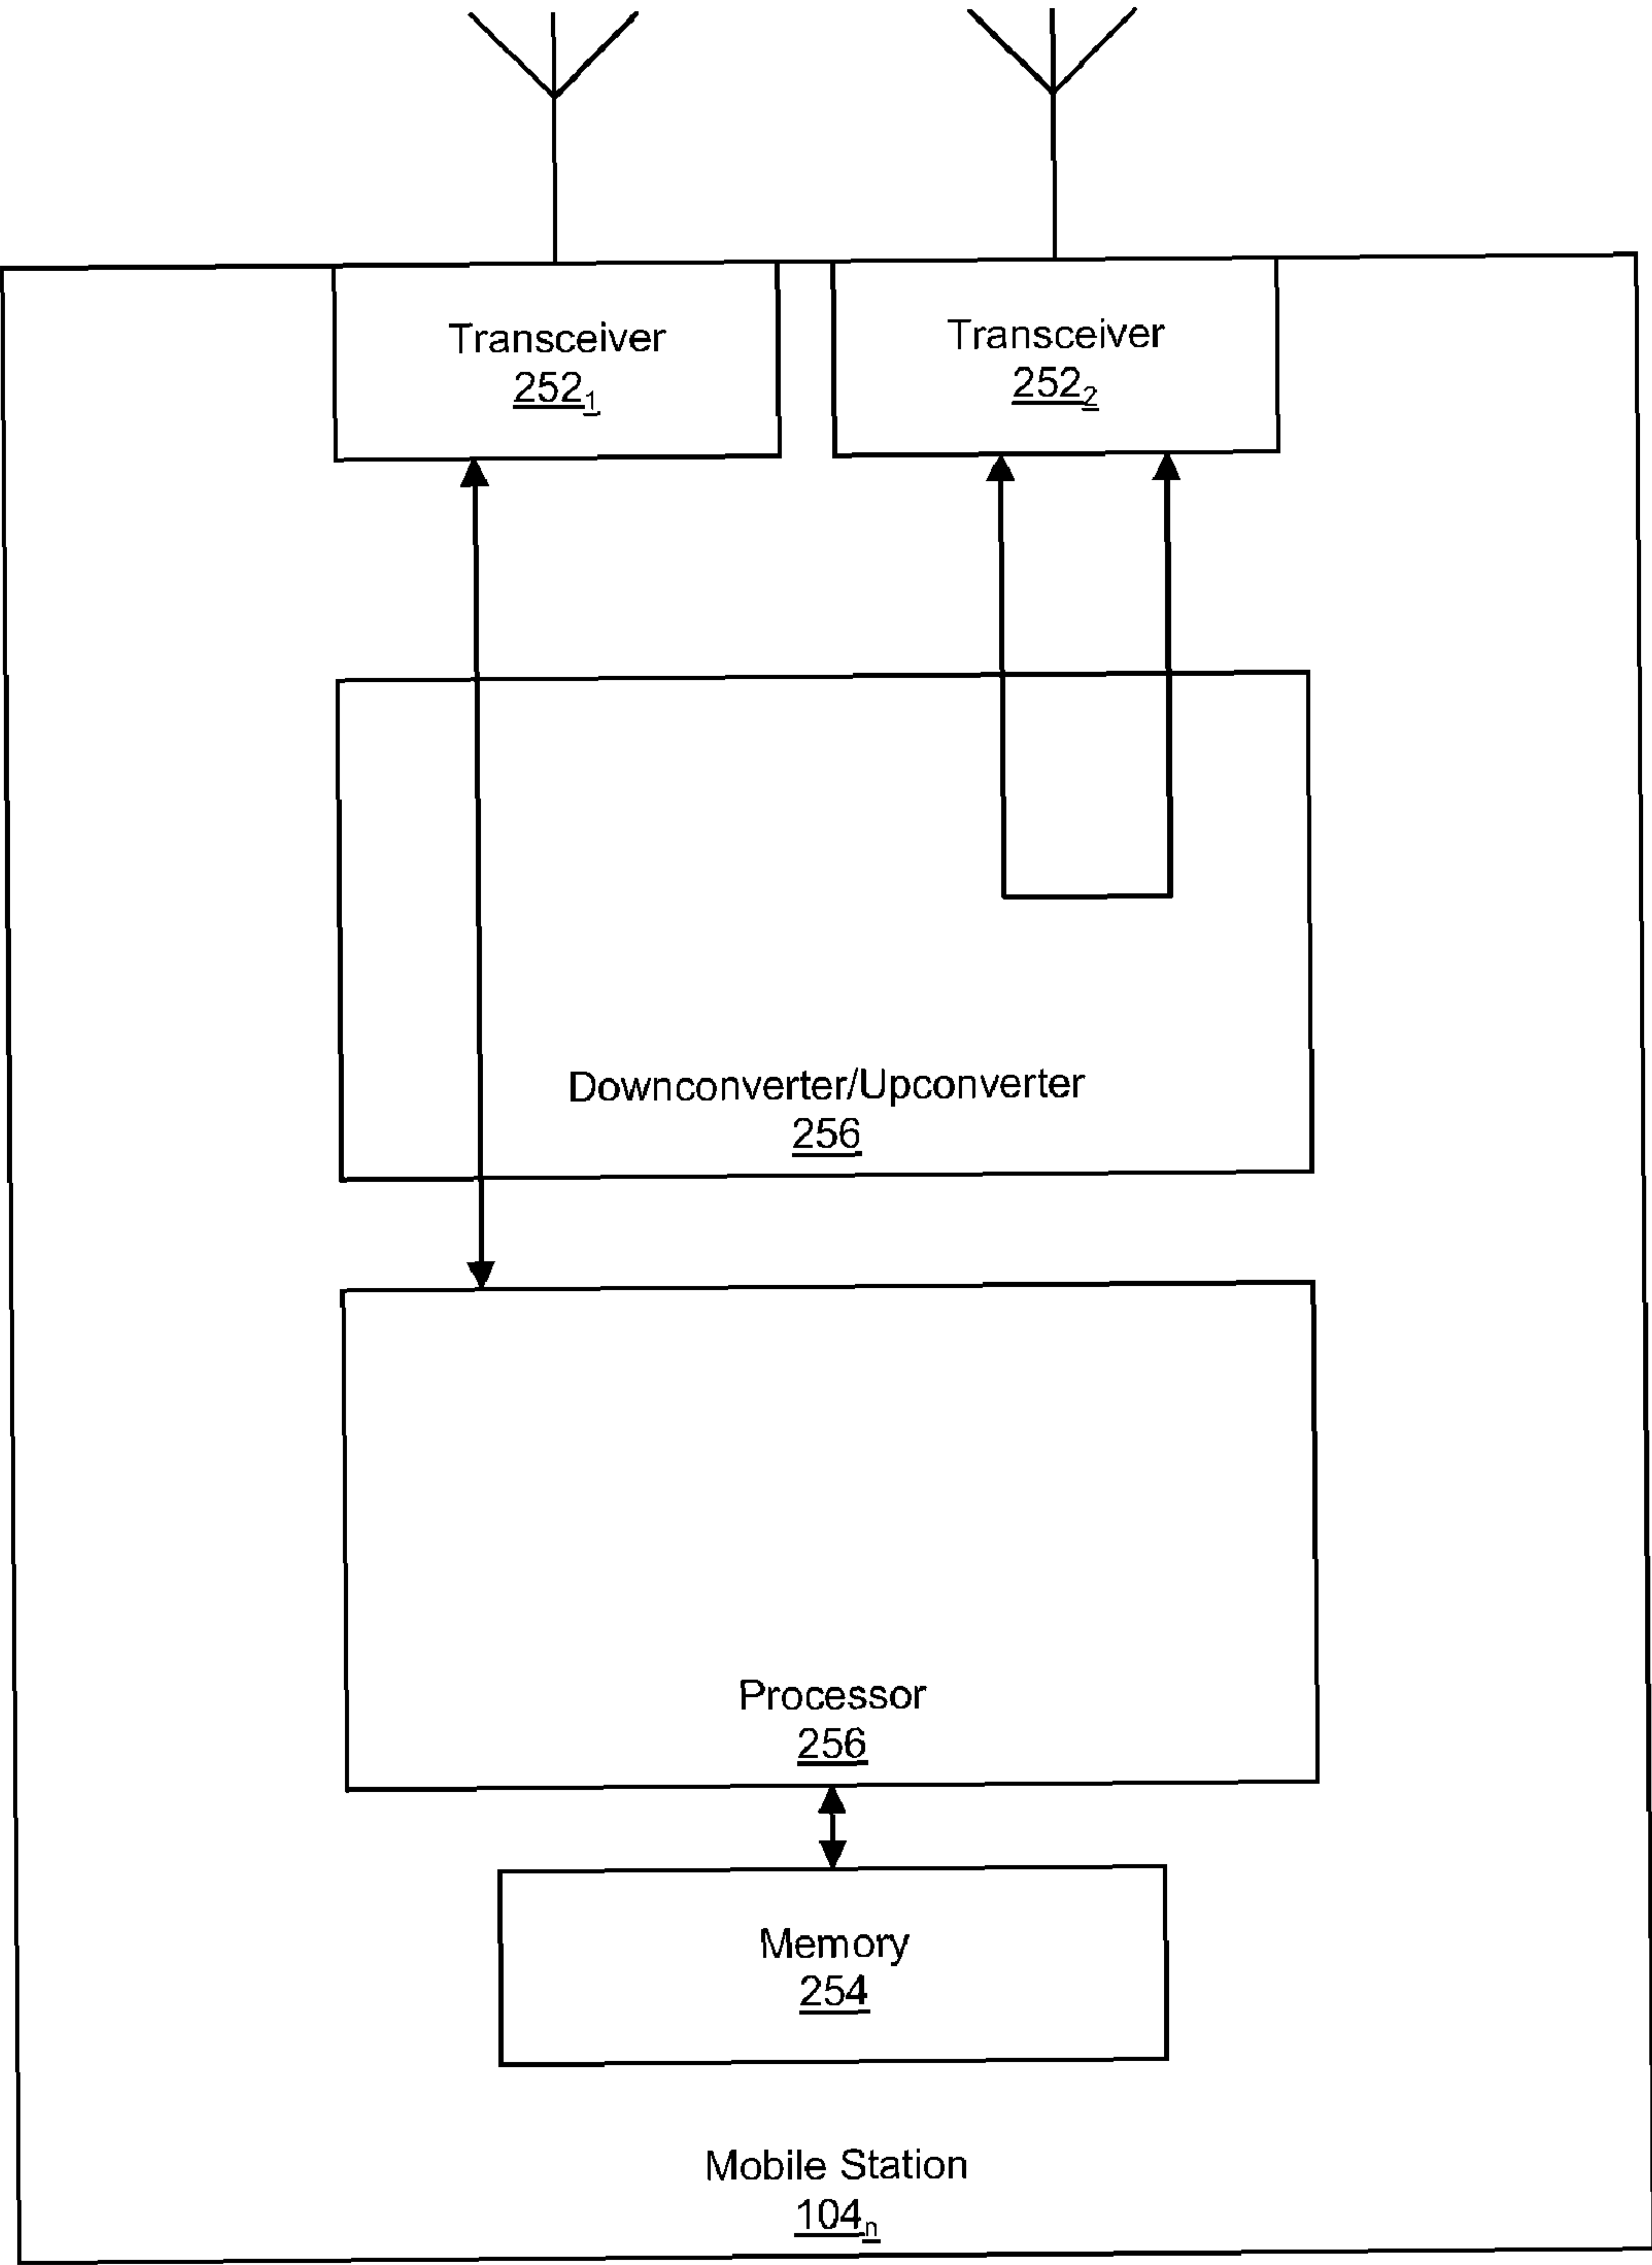 Transceiver
252₁
Transceiver
252₂
Downconverter/Upconverter
256
Processor
256
Memory
254
Mobile Station
104ₙ